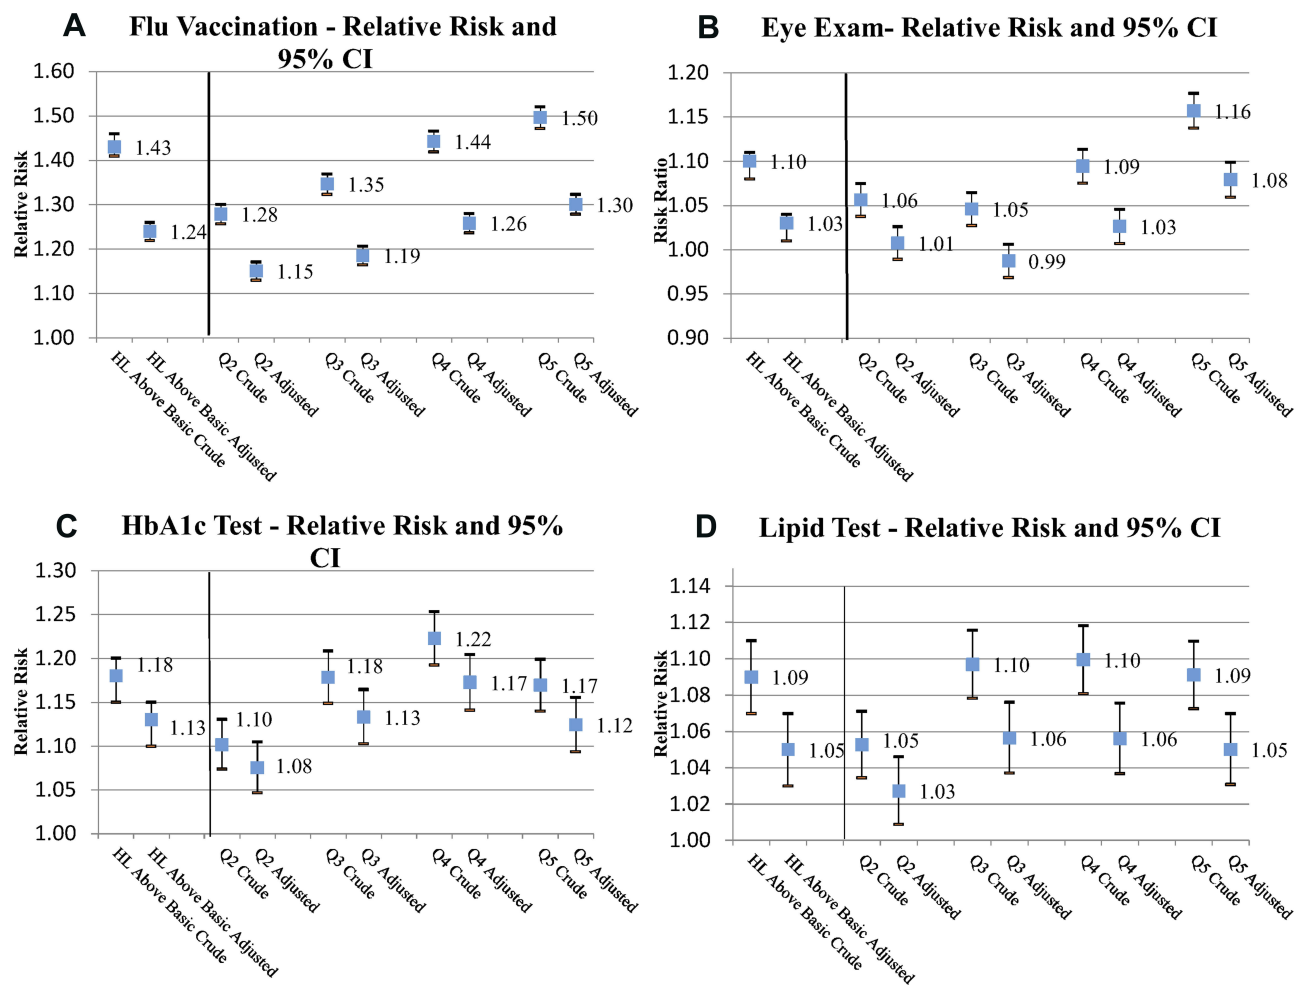 A
Flu Vaccination - Relative Risk and
95% CI
Relative Risk
1.60
1.50
1.40
1.30
1.20
1.10
1.00
1.43
1.24
1.28
1.15
1.35
1.19
1.44
1.26
1.50
1.30
HL Above Basic Crude
HL Above Basic Adjusted
Q2 Crude
Q2 Adjusted
Q3 Crude
Q3 Adjusted
Q4 Crude
Q4 Adjusted
Q5 Crude
Q5 Adjusted
B
Eye Exam- Relative Risk and 95% CI
Risk Ratio
1.20
1.15
1.10
1.05
1.00
0.95
0.90
1.10
1.03
1.06
1.01
1.05
0.99
1.09
1.03
1.16
1.08
HL Above Basic Crude
HL Above Basic Adjusted
Q2 Crude
Q2 Adjusted
Q3 Crude
Q3 Adjusted
Q4 Crude
Q4 Adjusted
Q5 Crude
Q5 Adjusted
C
HbA1c Test - Relative Risk and 95%
CI
Relative Risk
1.30
1.25
1.20
1.15
1.10
1.05
1.00
1.18
1.13
1.10
1.08
1.18
1.13
1.22
1.17
1.17
1.12
HL Above Basic Crude
HL Above Basic Adjusted
Q2 Crude
Q2 Adjusted
Q3 Crude
Q3 Adjusted
Q4 Crude
Q4 Adjusted
Q5 Crude
Q5 Adjusted
D
Lipid Test - Relative Risk and 95% CI
Relative Risk
1.14
1.12
1.10
1.08
1.06
1.04
1.02
1.00
1.09
1.05
1.05
1.03
1.10
1.06
1.10
1.06
1.09
1.05
HL Above Basic Crude
HL Above Basic Adjusted
Q2 Crude
Q2 Adjusted
Q3 Crude
Q3 Adjusted
Q4 Crude
Q4 Adjusted
Q5 Crude
Q5 Adjusted